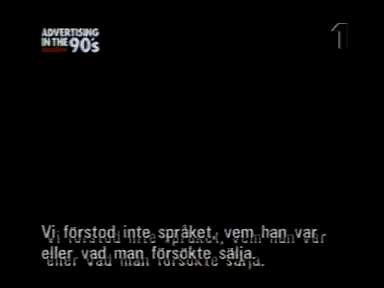 ADVERTISING
IN THE 90's
1
Vi förstod inte språket, vem han var
eller vad man försökte sälja.